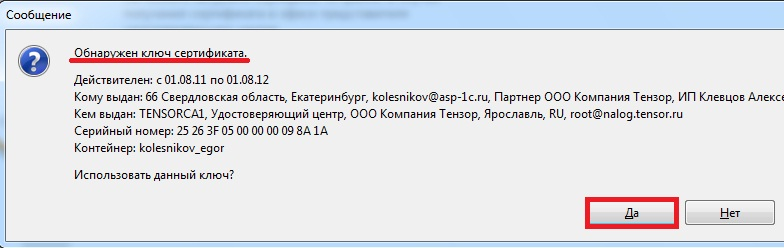 Сообщение
Обнаружен ключ сертификата.
Действителен: с 01.08.11 по 01.08.12
Кому выдан: 66 Свердловская область, Екатеринбург, kolesnikov@asp-1c.ru, Партнер ООО Компания Тензор, ИП Клевцов Алексе
Кем выдан: TENSORCA1, Удостоверяющий центр, ООО Компания Тензор, Ярославль, RU, root@nalog.tensor.ru
Серийный номер: 25 26 3F 05 00 00 00 09 8A 1A
Контейнер: kolesnikov_egor
Использовать данный ключ?
Да Нет